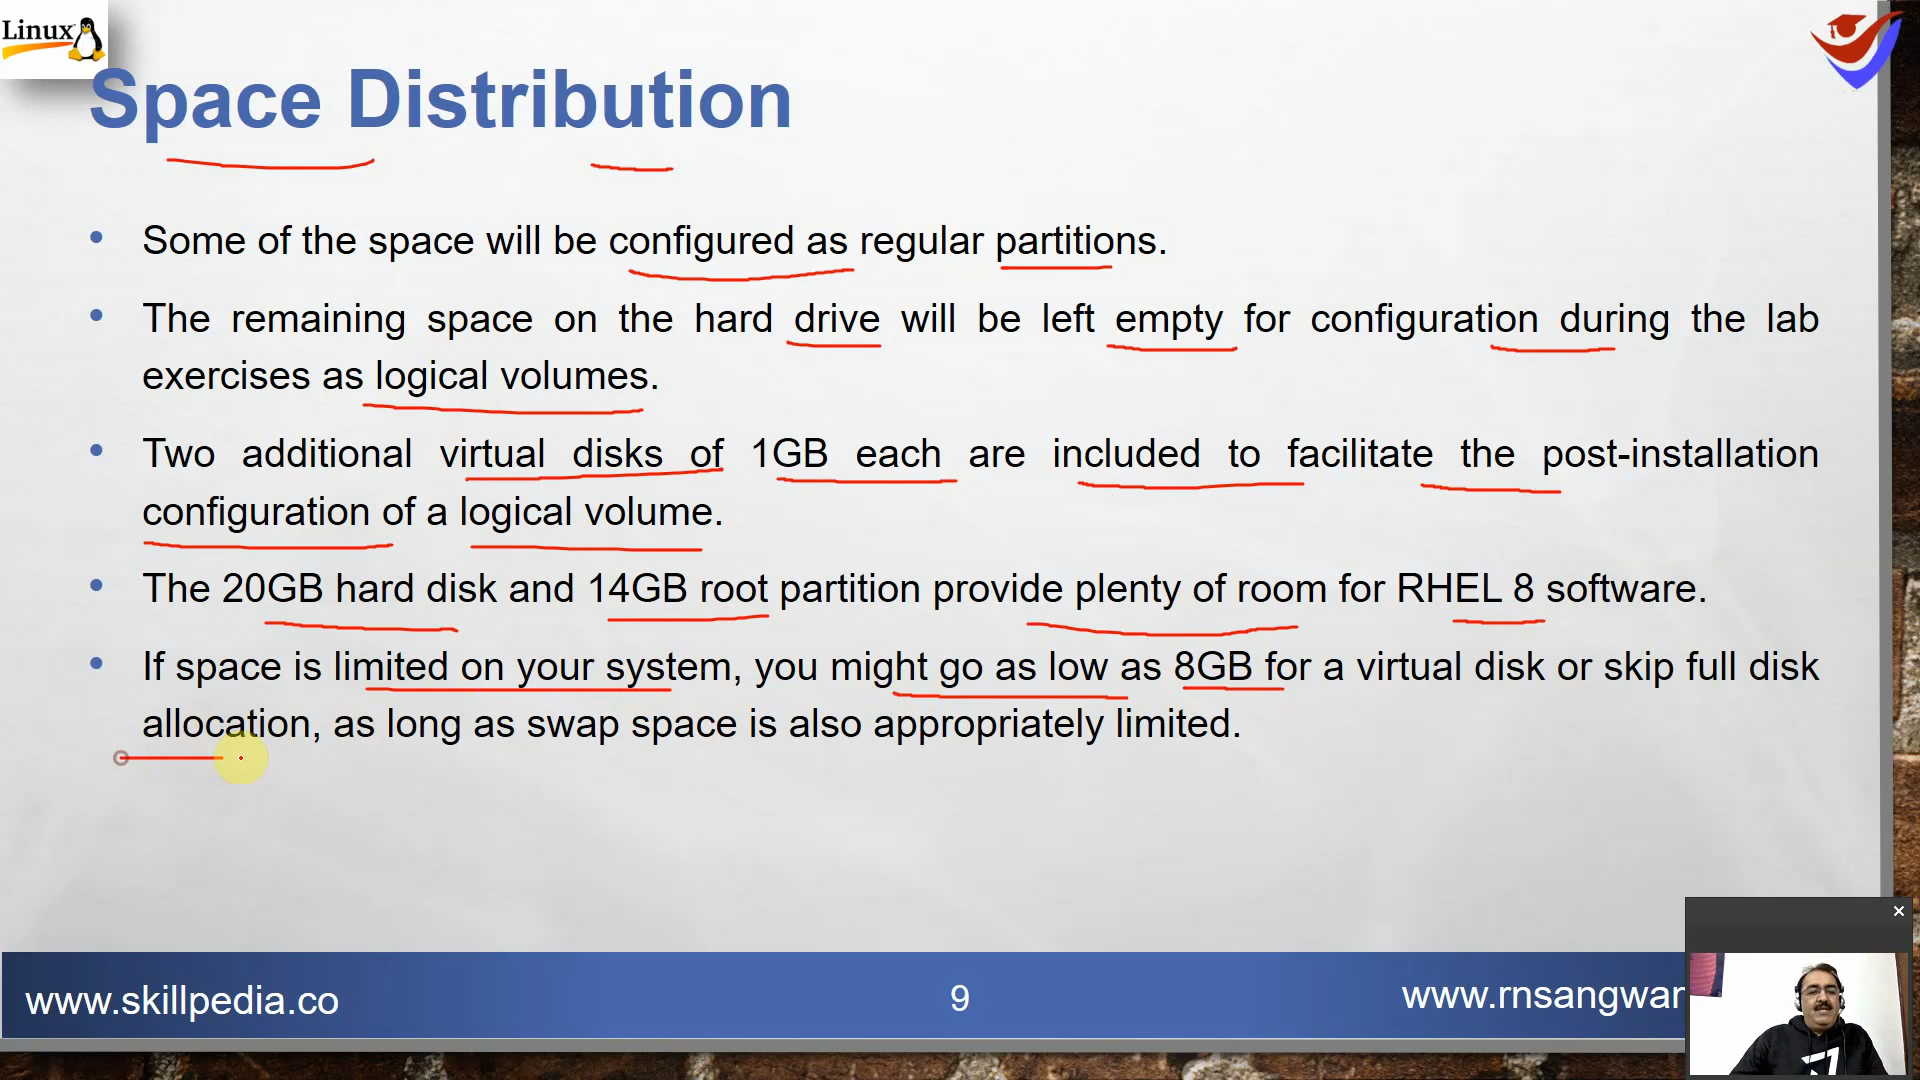 Linux
Space Distribution
• Some of the space will be configured as regular partitions.
• The remaining space on the hard drive will be left empty for configuration during the lab
exercises as logical volumes.
• Two additional virtual disks of 1GB each are included to facilitate the post-installation
configuration of a logical volume.
• The 20GB hard disk and 14GB root partition provide plenty of room for RHEL 8 software.
• If space is limited on your system, you might go as low as 8GB for a virtual disk or skip full disk
allocation, as long as swap space is also appropriately limited.
www.skillpedia.co
9
www.rnsangwan